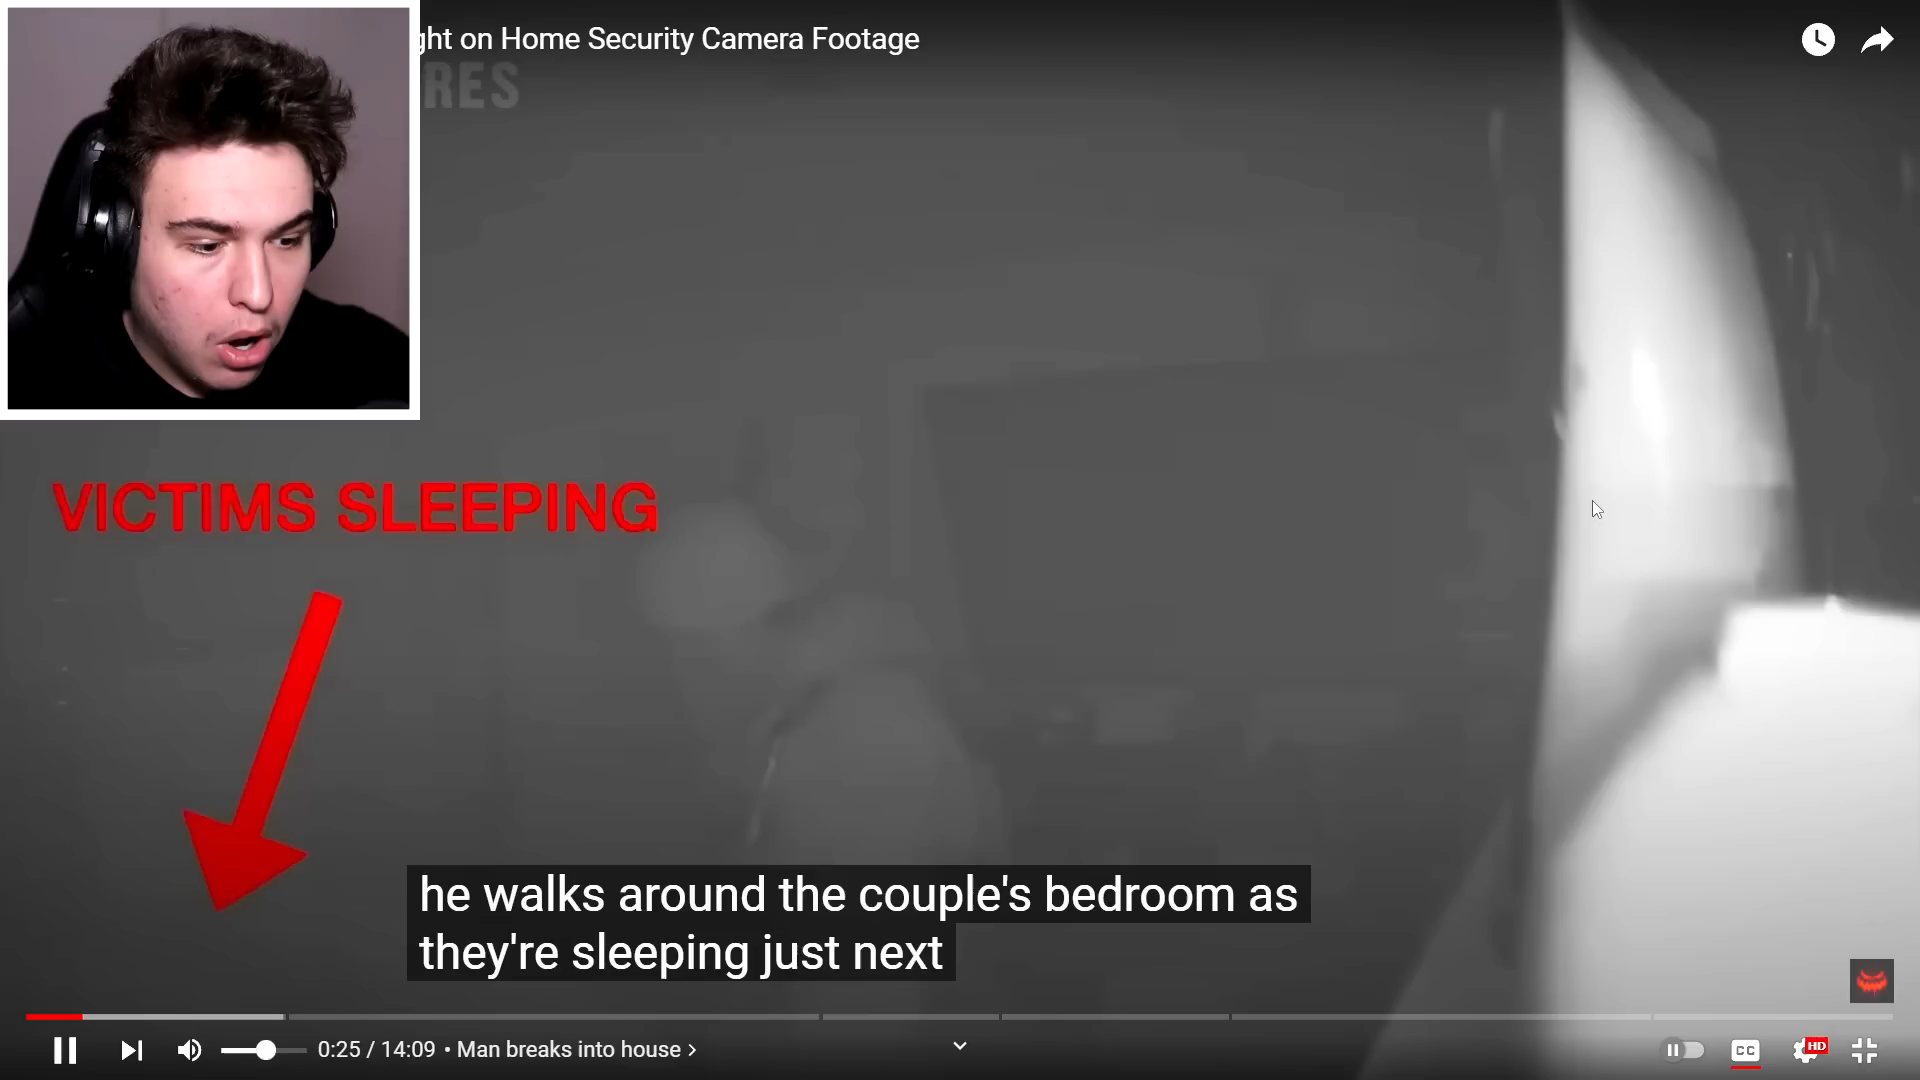 ght on Home Security Camera Footage
RES
VICTIMS SLEEPING
he walks around the couple's bedroom as
they're sleeping just next
0:25 / 14:09 • Man breaks into house
CC
HD